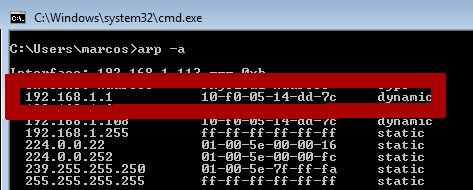 C:\Windows\system32\cmd.exe
C:\Users\marcos>arp -a
Interface: 192.168.1.113 --- 0xb
192.168.1.1 10-f0-05-14-dd-7c dynamic
192.168.1.108 10-f0-05-14-dd-7c dynamic
192.168.1.255 ff-ff-ff-ff-ff-ff static
224.0.0.22 01-00-5e-00-00-16 static
224.0.0.252 01-00-5e-00-00-fc static
239.255.255.250 01-00-5e-7f-ff-fa static
255.255.255.255 ff-ff-ff-ff-ff-ff static